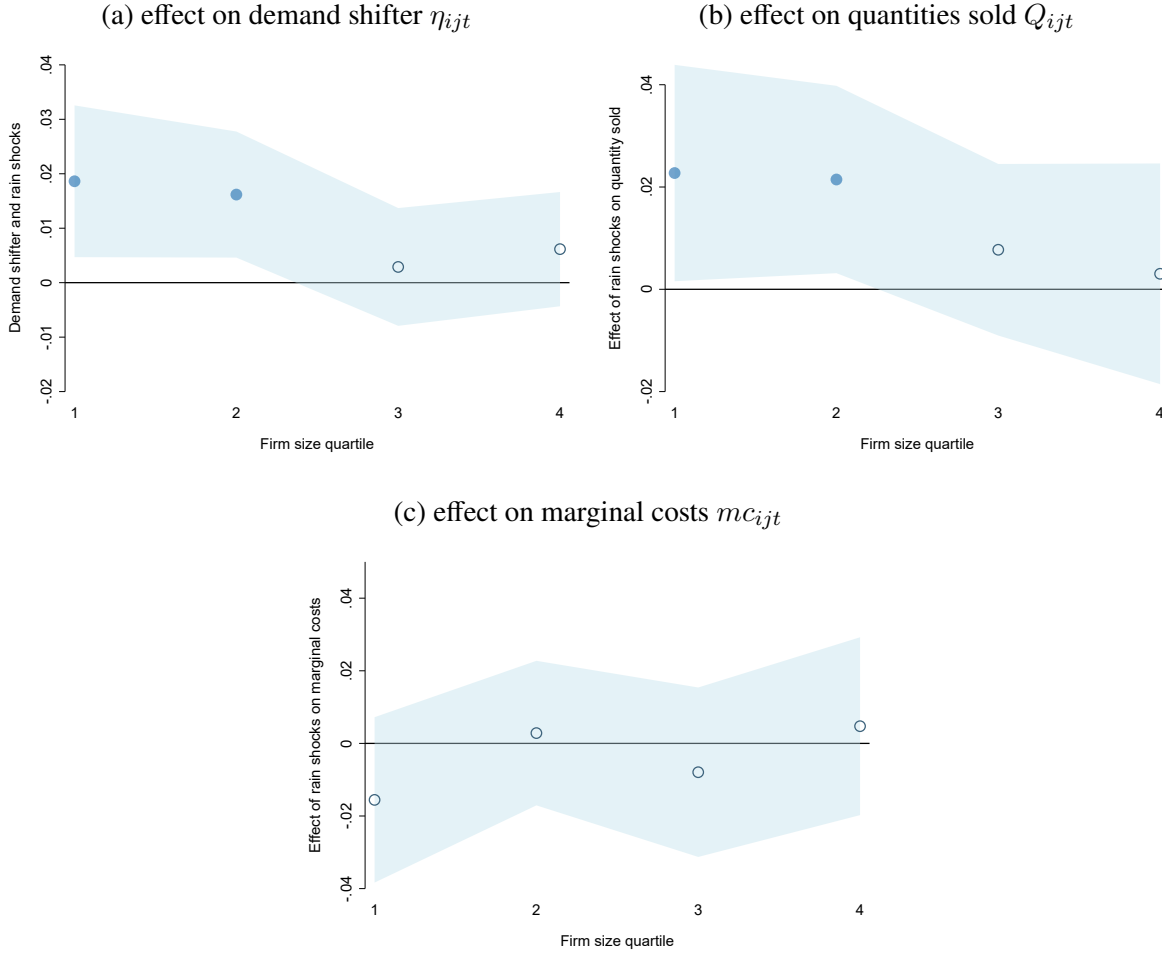 (a) effect on demand shifter ηijt
Demand shifter and rain shocks
.04
.03
.02
.01
0
-.01
-.02
1 2 3 4
Firm size quartile
(b) effect on quantities sold Qijt
Effect of rain shocks on quantity sold
.04
.02
0
-.02
1 2 3 4
Firm size quartile
(c) effect on marginal costs mcijt
Effect of rain shocks on marginal costs
.04
.02
0
-.02
-.04
1 2 3 4
Firm size quartile